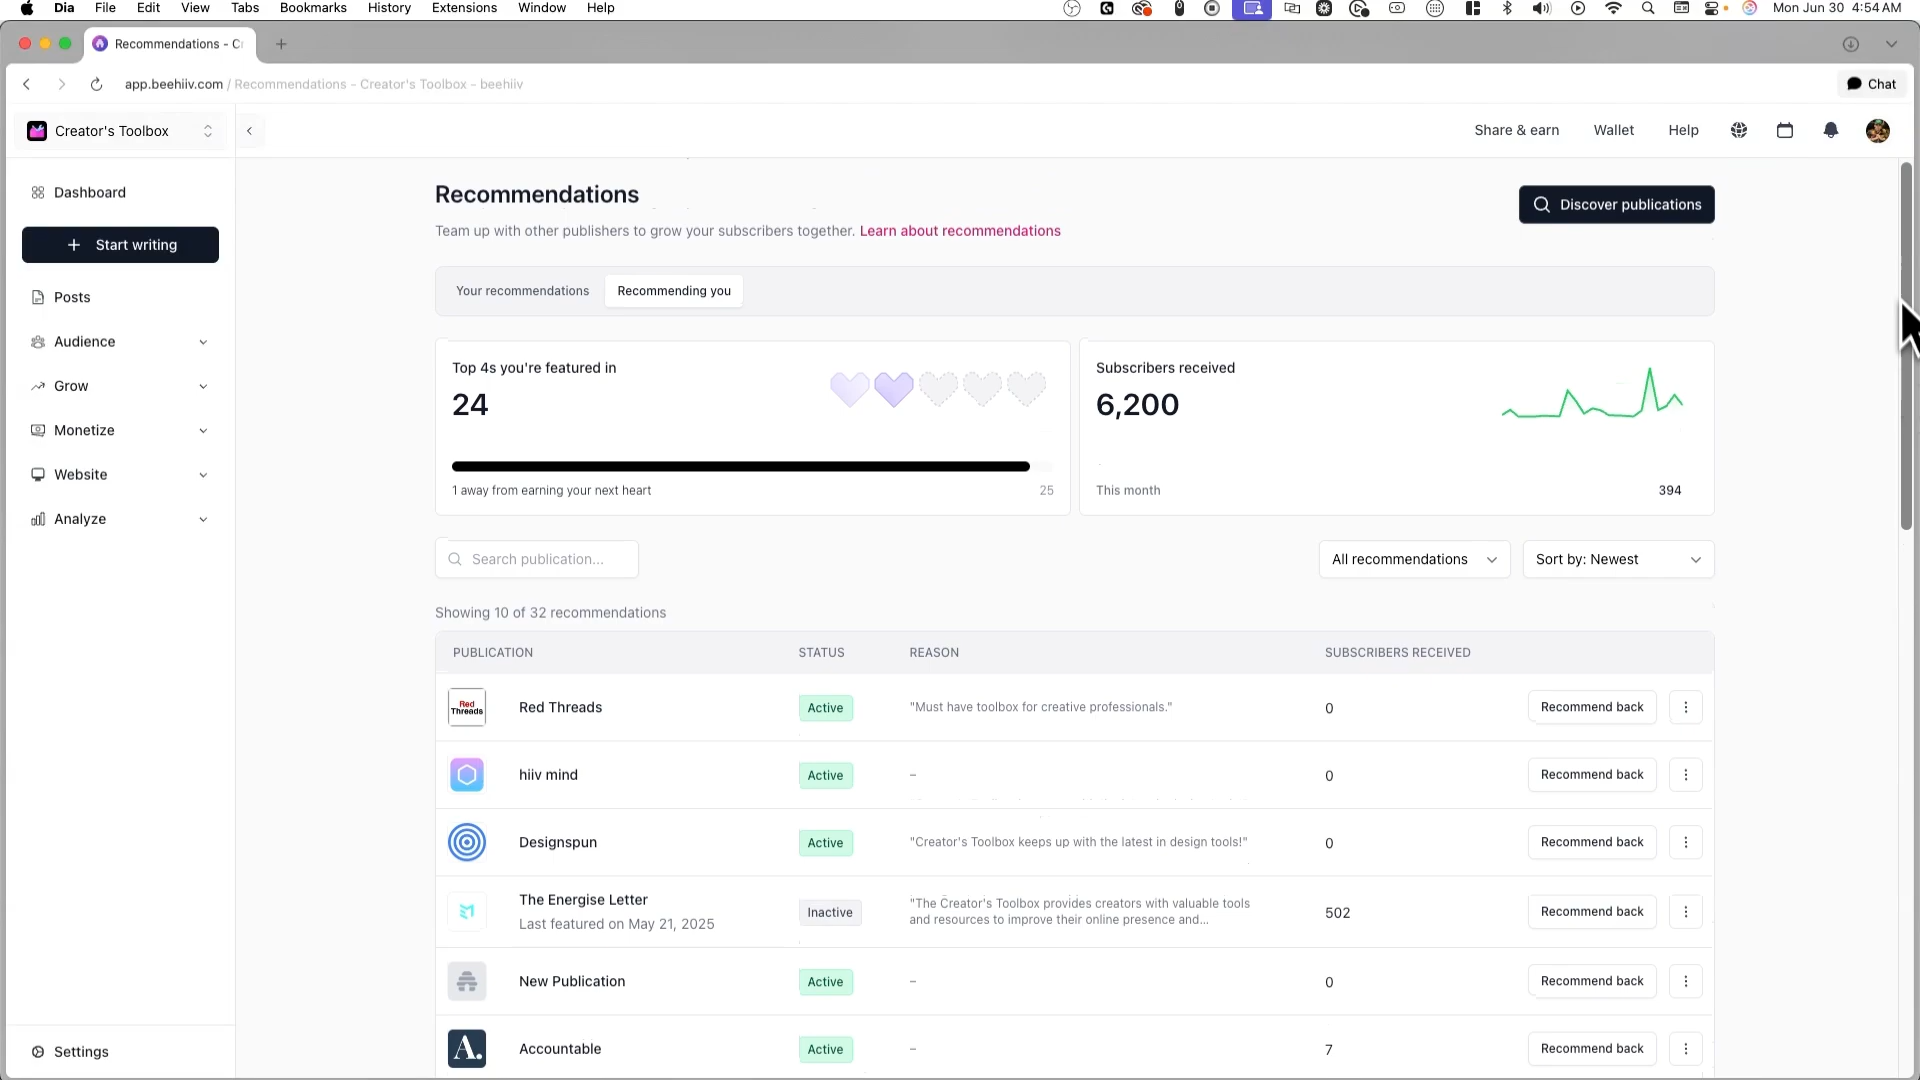 Dia File Edit View Tabs Bookmarks History Extensions Window Help Mon Jun 30 4:54 AM
Recommendations - Cr
app.beehiiv.com / Recommendations - Creator's Toolbox - beehiiv Chat
Creator's Toolbox Share & earn Wallet Help
Dashboard
Start writing
Posts
Audience
Grow
Monetize
Website
Analyze
Settings
Recommendations
Discover publications
Team up with other publishers to grow your subscribers together. Learn about recommendations
Your recommendations Recommending you
Top 4s you're featured in
24
1 away from earning your next heart 25
Subscribers received
6,200
This month 394
Search publication... All recommendations Sort by: Newest
Showing 10 of 32 recommendations
PUBLICATION STATUS REASON SUBSCRIBERS RECEIVED
Red Threads Red Threads Active "Must have toolbox for creative professionals." 0 Recommend back
hiiv mind Active – 0 Recommend back
Designspun Active "Creator's Toolbox keeps up with the latest in design tools!" 0 Recommend back
The Energise Letter
Last featured on May 21, 2025
Inactive
"The Creator's Toolbox provides creators with valuable tools
and resources to improve their online presence and...
502 Recommend back
New Publication Active – 0 Recommend back
A. Accountable Active – 7 Recommend back